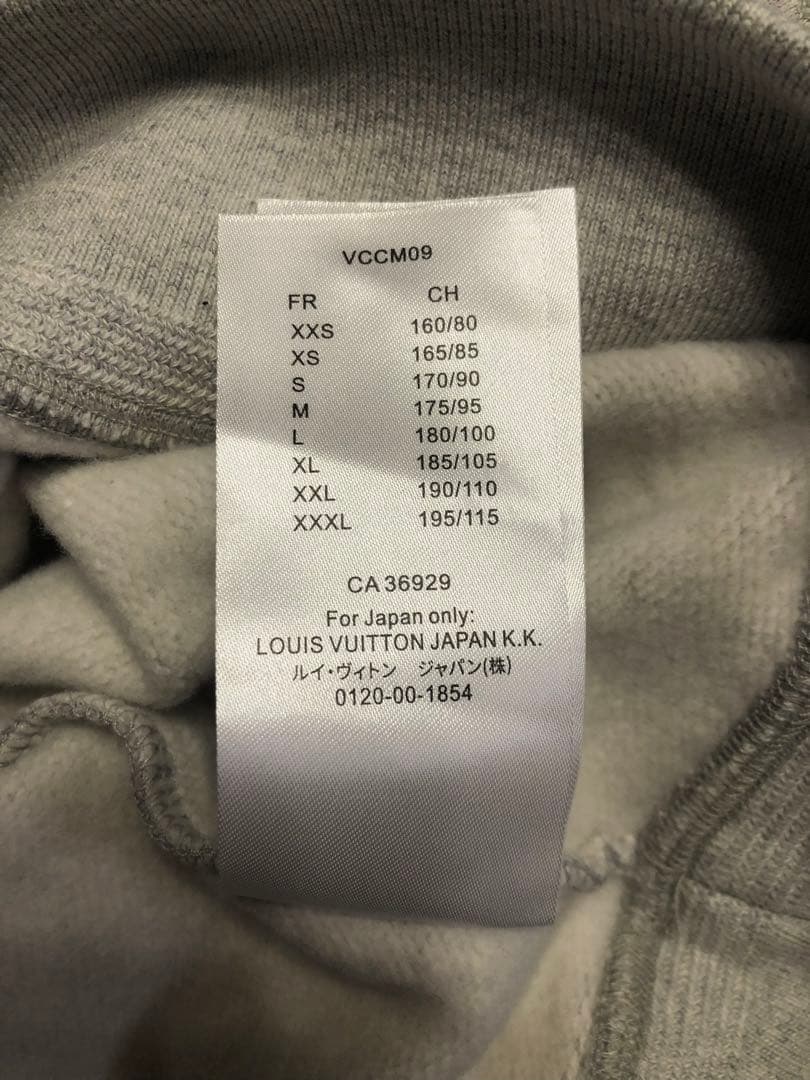 VCCM09
FR CH
XXS 160/80
XS 165/85
S 170/90
M 175/95
L 180/100
XL 185/105
XXL 190/110
XXXL 195/115
CA 36929
For Japan only:
LOUIS VUITTON JAPAN K.K.
ルイ・ヴィトン ジャパン(株)
0120-00-1854